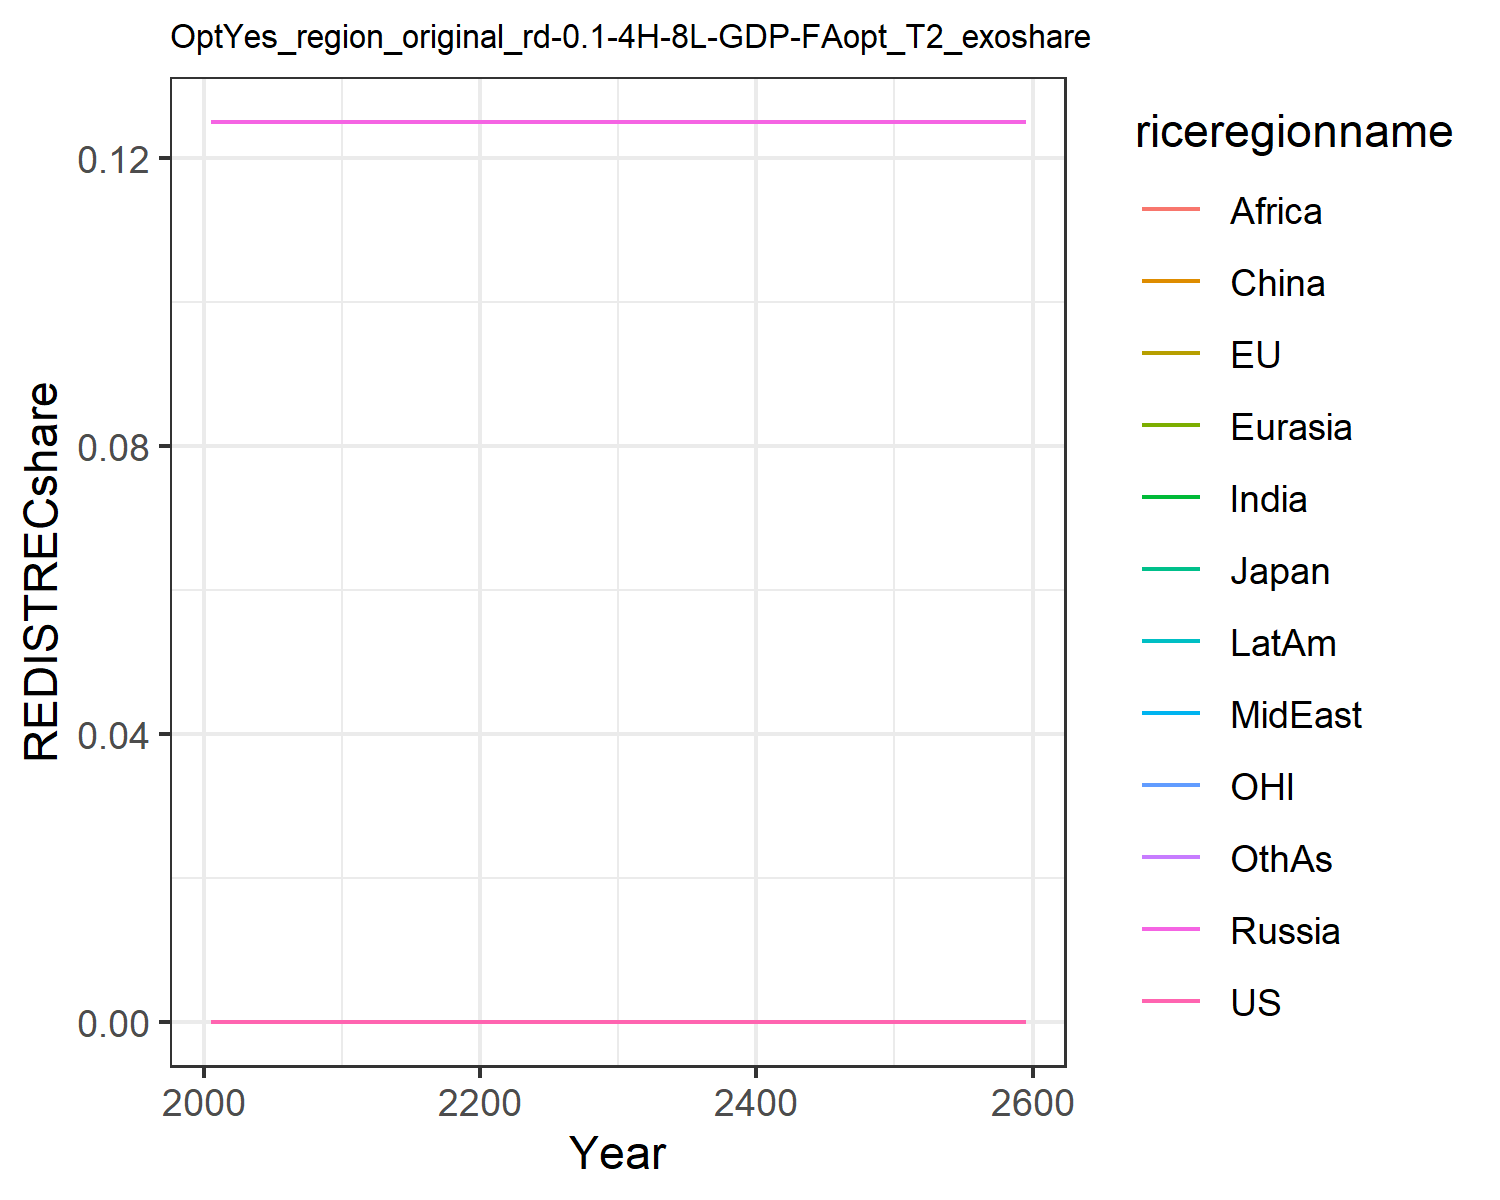 OptYes_region_original_rd-0.1-4H-8L-GDP-FAopt_T2_exoshare
REDISTRECshare
0.12
0.08
0.04
0.00
2000 2200 2400 2600
Year
riceregionname
Africa
China
EU
Eurasia
India
Japan
LatAm
MidEast
OHI
OthAs
Russia
US